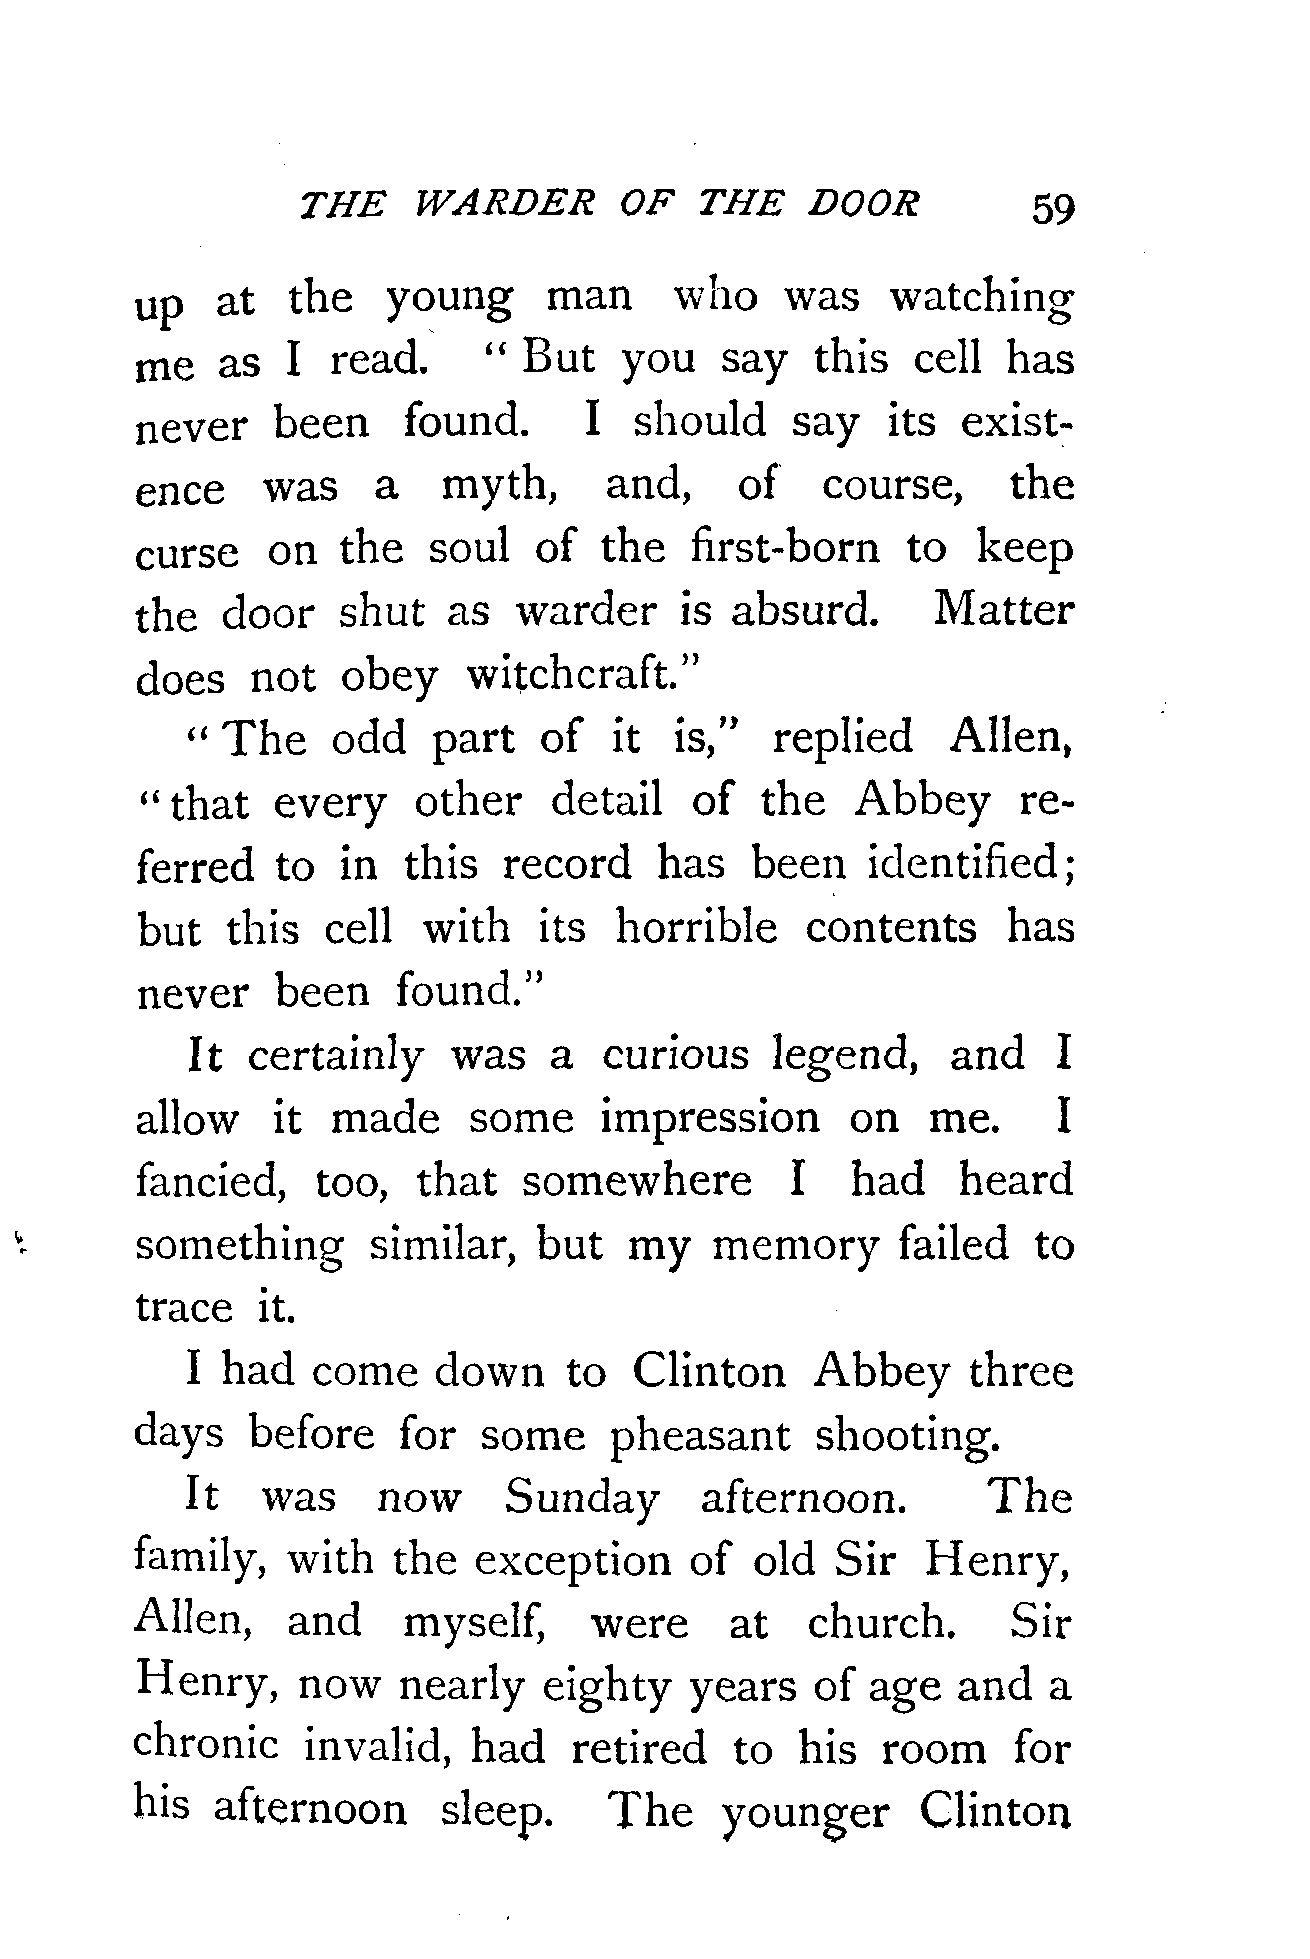 THE WARDER OF THE DOOR 59
up at the young man who was watching
me as I read. “ But you say this cell has
never been found. I should say its exist-
ence was a myth, and, of course, the
curse on the soul of the first-born to keep
the door shut as warder is absurd. Matter
does not obey witchcraft.”
“ The odd part of it is,” replied Allen,
“ that every other detail of the Abbey re-
ferred to in this record has been identified;
but this cell with its horrible contents has
never been found.”
It certainly was a curious legend, and I
allow it made some impression on me. I
fancied, too, that somewhere I had heard
something similar, but my memory failed to
trace it.
I had come down to Clinton Abbey three
days before for some pheasant shooting.
It was now Sunday afternoon. The
family, with the exception of old Sir Henry,
Allen, and myself, were at church. Sir
Henry, now nearly eighty years of age and a
chronic invalid, had retired to his room for
his afternoon sleep. The younger Clinton